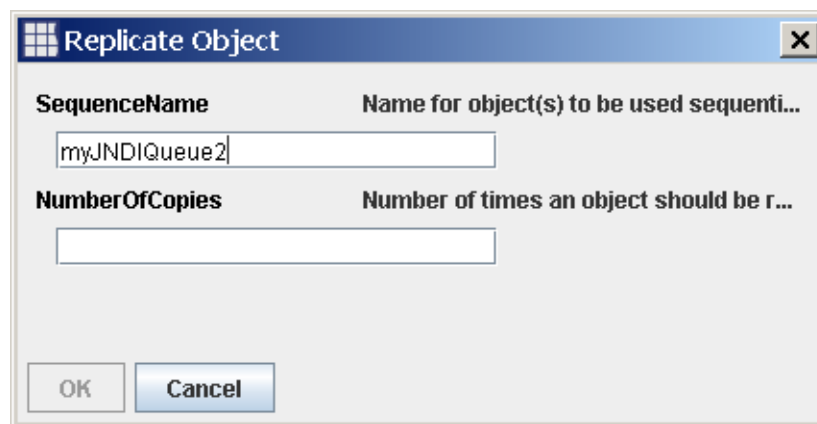 Replicate Object
SequenceName Name for object(s) to be used sequenti...
myJNDIQueue2
NumberOfCopies Number of times an object should be r...
OK Cancel